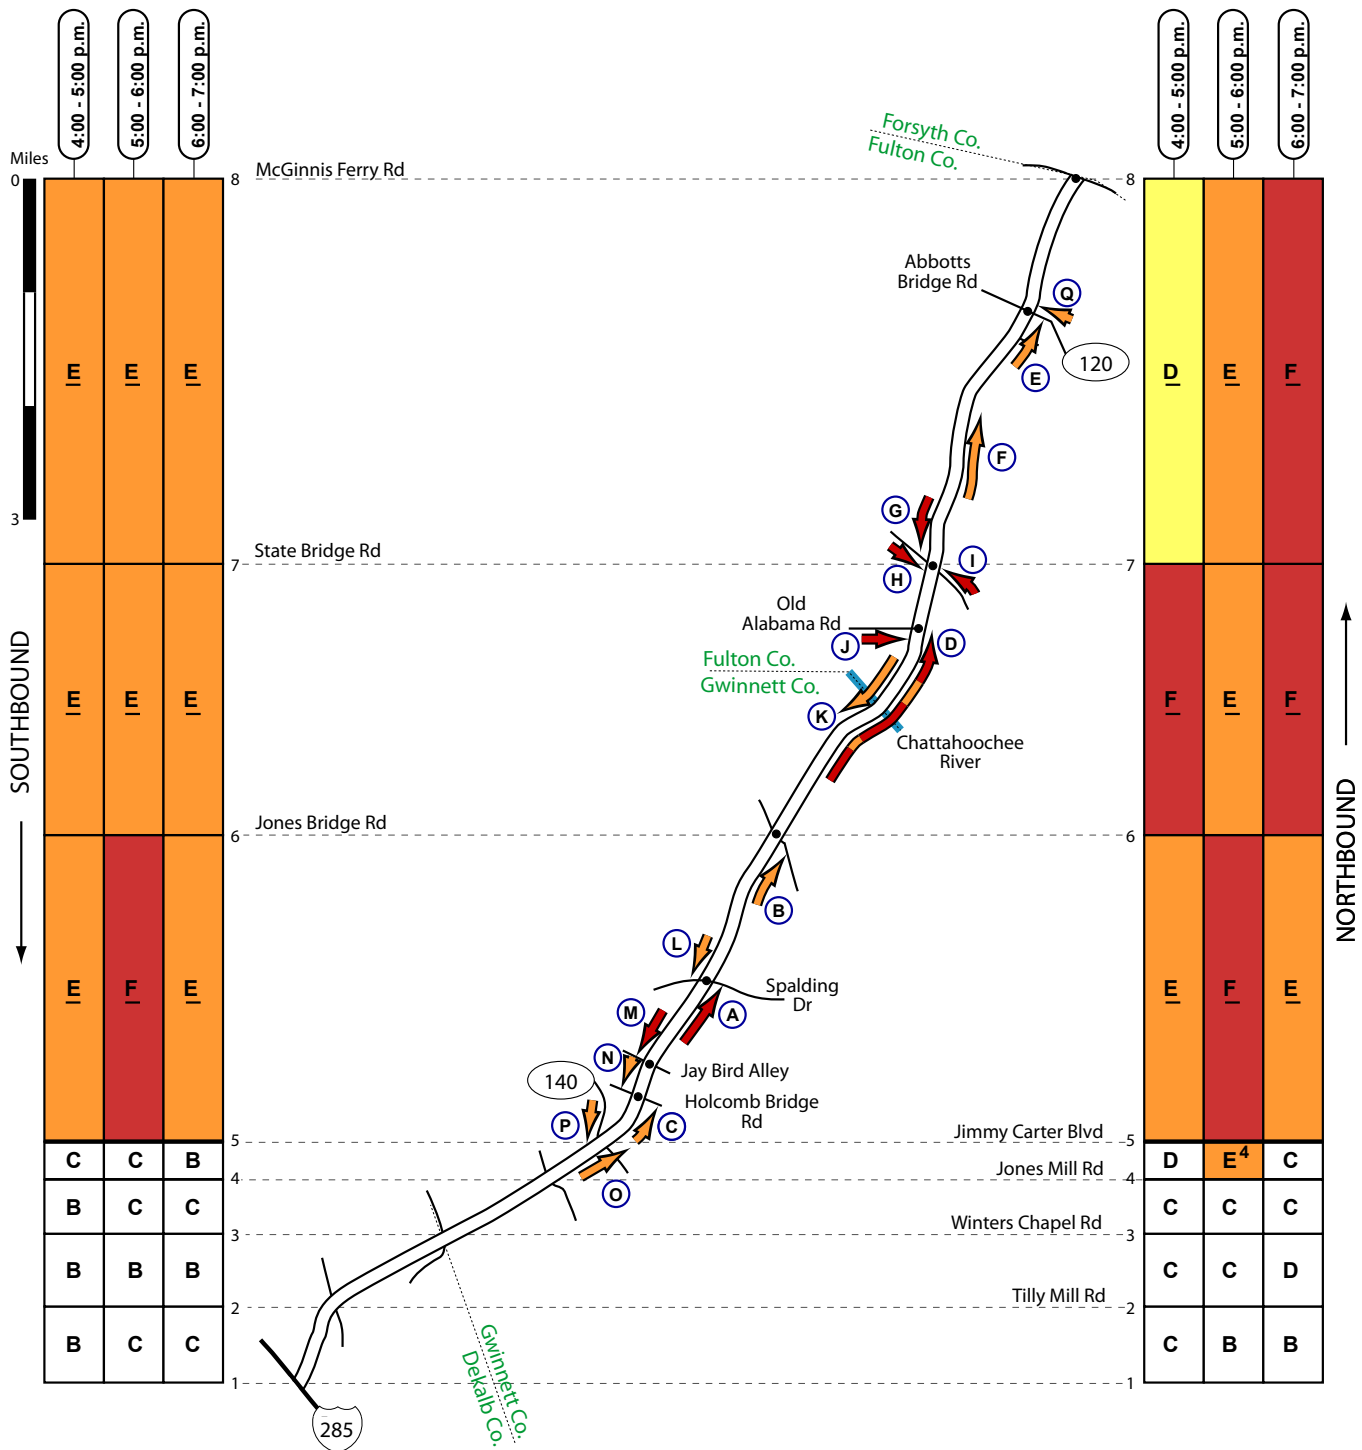 4:00 - 5:00 p.m.
5:00 - 6:00 p.m.
6:00 - 7:00 p.m.
4:00 - 5:00 p.m.
5:00 - 6:00 p.m.
6:00 - 7:00 p.m.
Miles
0
3
SOUTHBOUND
NORTHBOUND
8 McGinnis Ferry Rd 8
Forsyth Co.
Fulton Co.
Abbotts
Bridge Rd
Q
120
E
E E E
D E F
F
G
State Bridge Rd
7 7
H
I
Old
Alabama Rd
J
D
Fulton Co.
Gwinnett Co.
E E E
F E F
K
Chattahoochee
River
Jones Bridge Rd
6 6
B
L
Spalding
Dr
E F E
E F E
M
A
N
Jay Bird Alley
140
Holcomb Bridge
Rd
P
C
Jimmy Carter Blvd
5 5
C C B
D E4 C
Jones Mill Rd
4 4
O
B C C
C C C
Winters Chapel Rd
3 3
B B B
C C D
Tilly Mill Rd
2 2
B C C
C B B
Gwinnett Co.
Dekalb Co.
1 1
285